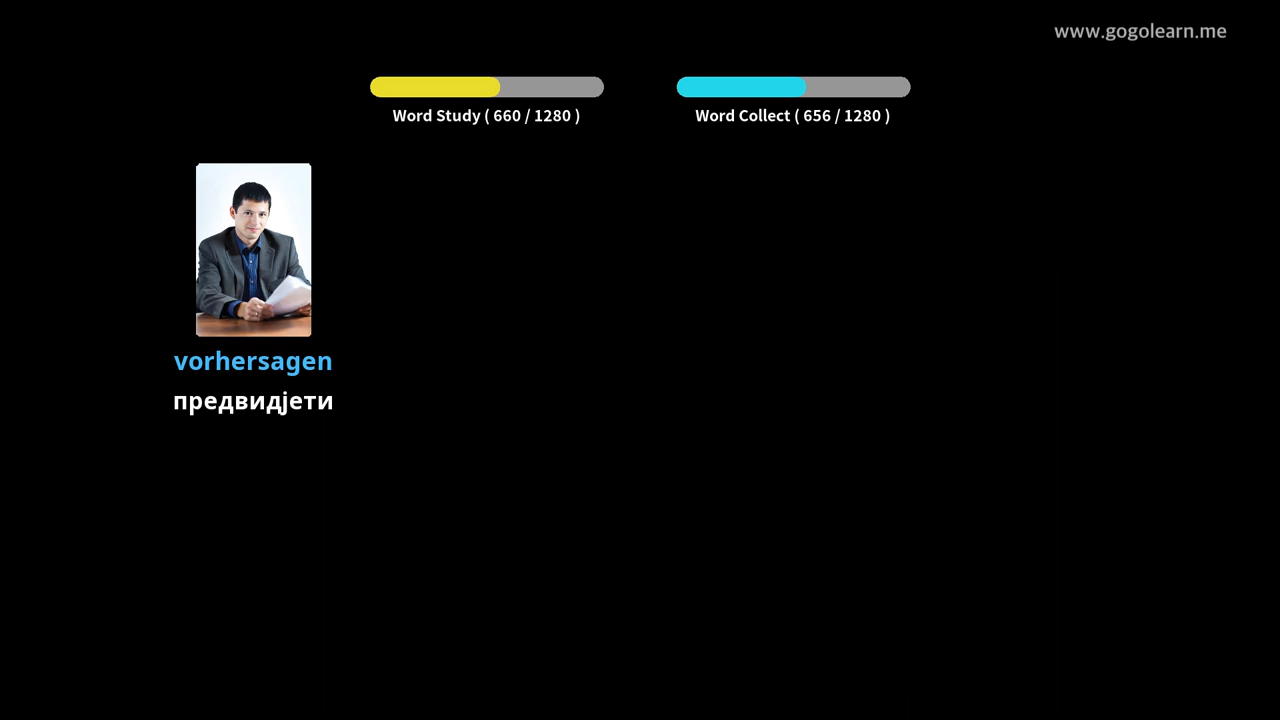 www.gogolearn.me
Word Study ( 660 / 1280 )
Word Collect ( 656 / 1280 )
vorhersagen
предвидјети